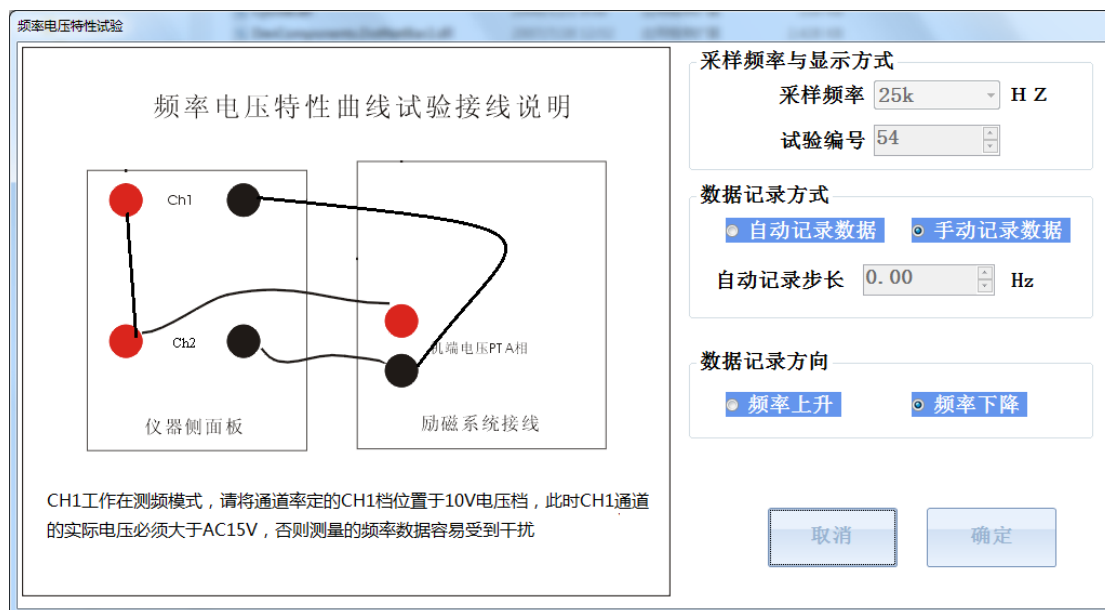 频率电压特性试验
频率电压特性曲线试验接线说明
Ch1
Ch2
机端电压PTA相
仪器侧面板
励磁系统接线
CH1工作在测频模式，请将通道率定的CH1档位置于10V电压档，此时CH1通道
的实际电压必须大于AC15V，否则测量的频率数据容易受到干扰
采样频率与显示方式
采样频率 25k HZ
试验编号 54
数据记录方式
自动记录数据 手动记录数据
自动记录步长 0.00 Hz
数据记录方向
频率上升 频率下降
取消 确定